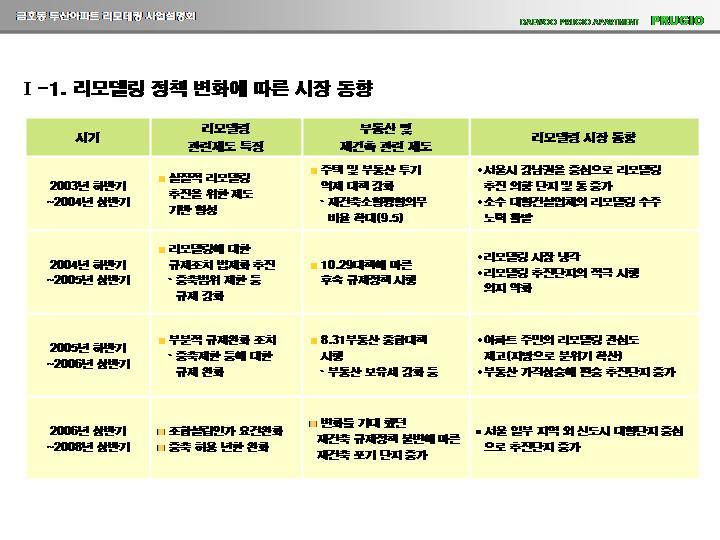 금호동 두산아파트 리모데링 사업설명회
DAEWOO PRUGIO APARTMENT PRUGIO
Ⅰ-1. 리모델링 정책 변화에 따른 시장 동향
시기
리모델링
관련제도 특징
부동산 및
재건축 관련 제도
리모델링 시장 동향
2003년 하반기
~2004년 상반기
■ 실질적 리모델링
추진을 위한 제도
기반 형성
■ 주택 및 부동산 투기
억제 대책 강화
- 재건축소형평형의무
비율 확대(9.5)
•서울시 강남권을 중심으로 리모델링
추진 의향 단지 및 동 증가
•소수 대형건설업체의 리모델링 수주
노력 활발
2004년 하반기
~2005년 상반기
■ 리모델링에 대한
규제조치 법제화 추진
- 증축범위 제한 등
규제 강화
■ 10.29대책에 따른
후속 규제정책 시행
•리모델링 시장 냉각
•리모델링 추진단지의 적극 시행
의지 약화
2005년 하반기
~2006년 상반기
■ 부분적 규제완화 조치
- 증축제한 등에 대한
규제 완화
■ 8.31부동산 종합대책
시행
- 부동산 보유세 강화 등
•아파트 주민의 리모델링 관심도
제고(지방으로 분위기 확산)
•부동산 가격상승에 편승 추진단지 증가
2006년 상반기
~2008년 상반기
■ 조합설립인가 요건완화
■ 증축 허용 년한 완화
■ 변화를 기대 했던
재건축 규제정책 불변에 따른
재건축 포기 단지 증가
▪ 서울 일부 지역 외 신도시 대형단지 중심
으로 추진단지 증가